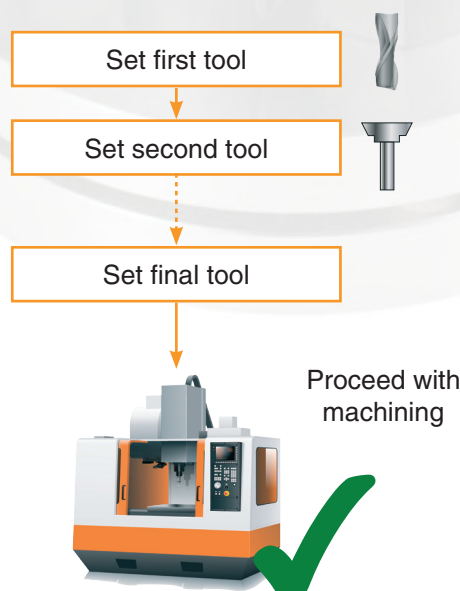 Set first tool
Set second tool
Set final tool
Proceed with
machining